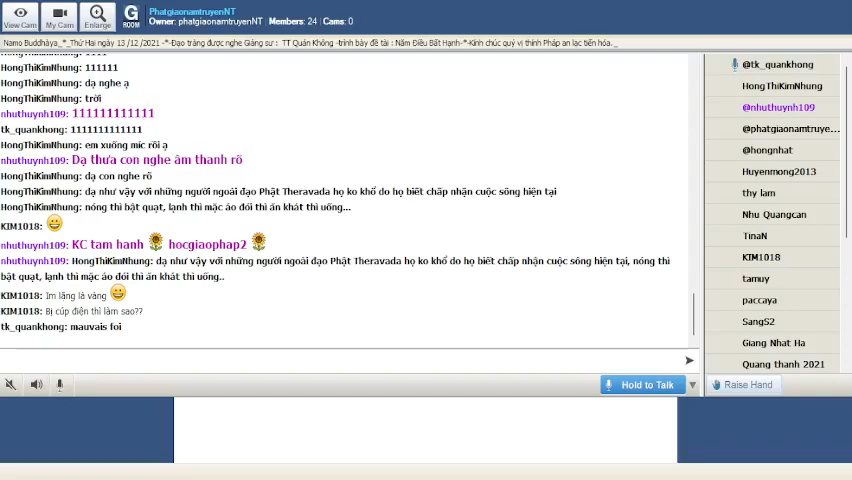 View Cam
My Cam
Enlarge
G
ROOM
PhatgiaonamtruyenNT
Owner: phatgiaonamtruyenNT Members: 24 Cams: 0
Namo Buddhàya_*_Thứ Hai ngày 13 /12 /2021 -*-Đạo tràng được nghe Giảng sư : TT Quán Không -trình bày đề tài : Năm Điều Bất Hạnh-*-Kính chúc quý vị thính Pháp an lạc tiến hóa._
HongThiKimNhung: 1111
HongThiKimNhung: 111111
HongThiKimNhung: dạ nghe ạ
HongThiKimNhung: trời
nhuthuynh109: 111111111111
tk_quankhong: 1111111111111
HongThiKimNhung: em xuống míc rồi ạ
nhuthuynh109: Dạ thưa con nghe âm thanh rõ
HongThiKimNhung: dạ con nghe rõ
HongThiKimNhung: dạ như vậy với những người ngoài đạo Phật Theravada họ ko khổ do họ biết chấp nhận cuộc sống hiện tại
HongThiKimNhung: nóng thì bật quạt, lạnh thì mặc áo đói thì ăn khát thì uống...
KIM1018:
nhuthuynh109: KC tam hanh hocgiaophap2
nhuthuynh109: HongThiKimNhung: dạ như vậy với những người ngoài đạo Phật Theravada họ ko khổ do họ biết chấp nhận cuộc sống hiện tại, nóng thì
bật quạt, lạnh thì mặc áo đói thì ăn khát thì uống..
KIM1018: Im lặng là vàng
KIM1018: Bị cúp điện thì làm sao??
tk_quankhong: mauvais foi
Hold to Talk
@tk_quankhong
HongThiKimNhung
@nhuthuynh109
@phatgiaonamtruye...
@hongnhat
Huyenmong2013
thy lam
Nhu Quangcan
TinaN
KIM1018
tamuy
paccaya
SangS2
Giang Nhat Ha
Quang thanh 2021
Raise Hand